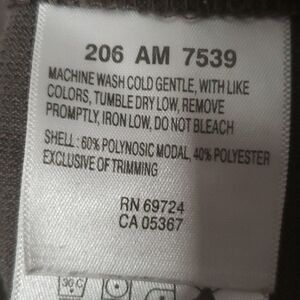 206 AM 7539
MACHINE WASH COLD GENTLE, WITH LIKE
COLORS, TUMBLE DRY LOW, REMOVE
PROMPTLY, IRON LOW, DO NOT BLEACH
SHELL : 60% POLYNOSIC MODAL, 40% POLYESTER
EXCLUSIVE OF TRIMMING
RN 69724
CA 05367
30C